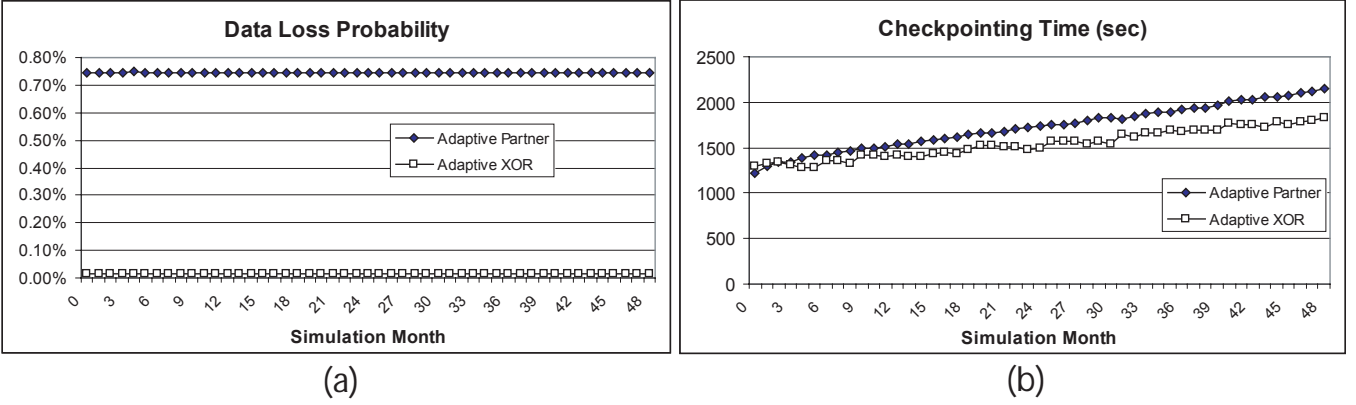 Data Loss Probability
0.80%
0.70%
0.60%
0.50%
0.40%
0.30%
0.20%
0.10%
0.00%
Adaptive Partner
Adaptive XOR
0 3 6 9 12 15 18 21 24 27 30 33 36 39 42 45 48
Simulation Month
(a)
Checkpointing Time (sec)
2500
2000
1500
1000
500
0
Adaptive Partner
Adaptive XOR
0 3 6 9 12 15 18 21 24 27 30 33 36 39 42 45 48
Simulation Month
(b)